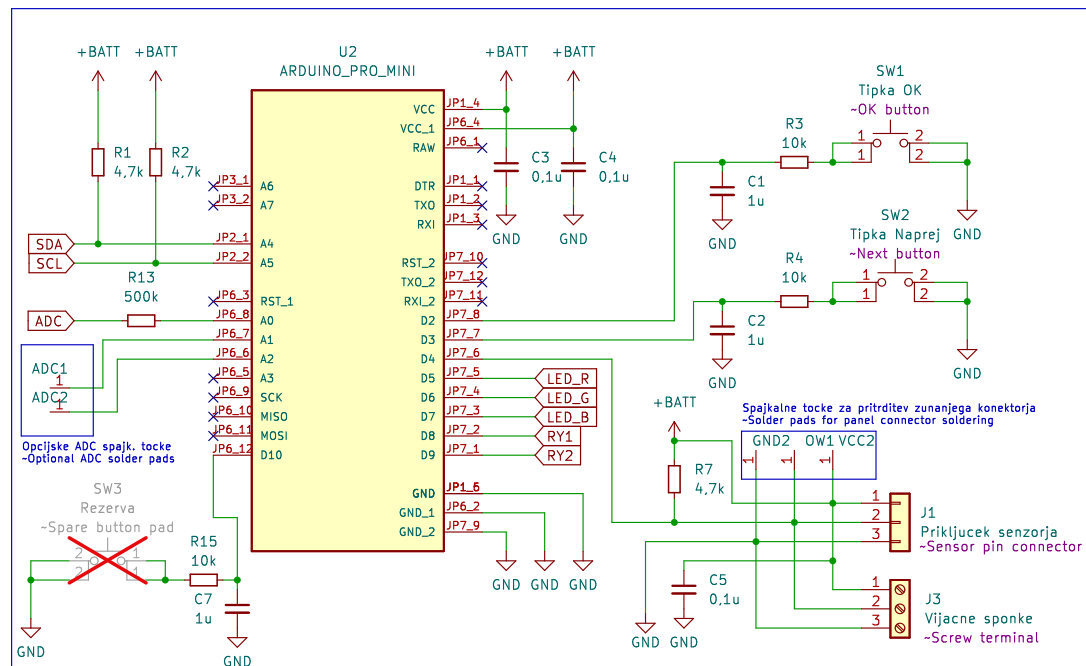 +BATT
+BATT
U2
ARDUINO_PRO_MINI
+BATT
+BATT
SW1
Tipka OK
~OK button
R1
4,7k
R2
4,7k
JP3_1
A6
JP3_2
A7
SDA
JP2_1
A4
SCL
JP2_2
A5
R13
500k
JP6_3
RST_1
ADC
JP6_8
A0
JP6_7
A1
JP6_6
A2
JP6_5
A3
JP6_9
SCK
JP6_10
MISO
JP6_11
MOSI
JP6_12
D10
VCC
JP1_4
VCC_1
JP6_4
RAW
JP6_1
DTR
JP1_1
TXO
JP1_2
RXI
JP1_3
RST_2
JP7_10
TXO_2
JP7_12
RXI_2
JP7_11
D2
JP7_8
D3
JP7_7
D4
JP7_6
D5
JP7_5
LED_R
D6
JP7_4
LED_G
D7
JP7_3
LED_B
D8
JP7_2
RY1
D9
JP7_1
RY2
GND
GND_1
JP6_2
GND_2
JP7_9
GND
GND
GND
C3
0,1u
C4
0,1u
GND
GND
R3
10k
1
1
2
2
C1
1u
GND
GND
SW2
Tipka Naprej
~Next button
R4
10k
1
1
2
2
C2
1u
GND
GND
ADC1
1
ADC2
1
Opcijske ADC spajk. tocke
~Optional ADC solder pads
SW3
Rezerva
~Spare button pad
2
2
1
1
R15
10k
C7
1u
GND
GND
+BATT
R7
4,7k
Spajkalne tocke za pritrditev zunanjega konektorja
~Solder pads for panel connector soldering
GND2
OW1
VCC2
1
1
1
1
2
3
J1
Prikljucek senzorja
~Sensor pin connector
C5
0,1u
GND
GND
1
2
3
J3
Vijacne sponke
~Screw terminal